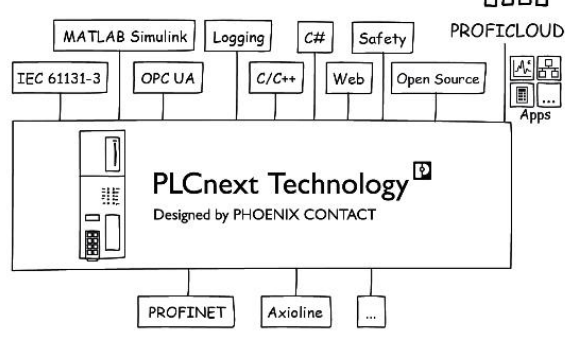 PROFICLOUD
MATLAB Simulink
Logging
C#
Safety
IEC 61131-3
OPC UA
C/C++
Web
Open Source
...
Apps
PLCnext Technology
Designed by PHOENIX CONTACT
PROFINET
Axioline
...